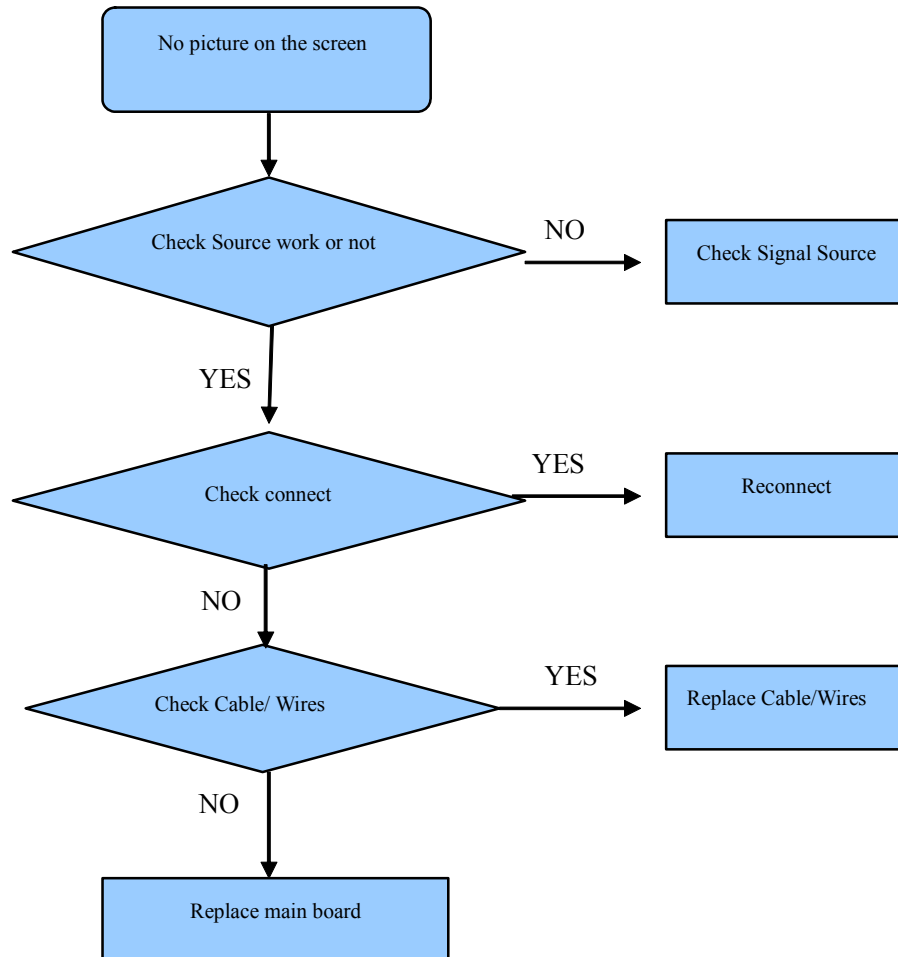 No picture on the screen
Check Source work or not
NO
Check Signal Source
YES
Check connect
YES
Reconnect
NO
Check Cable/ Wires
YES
Replace Cable/Wires
NO
Replace main board